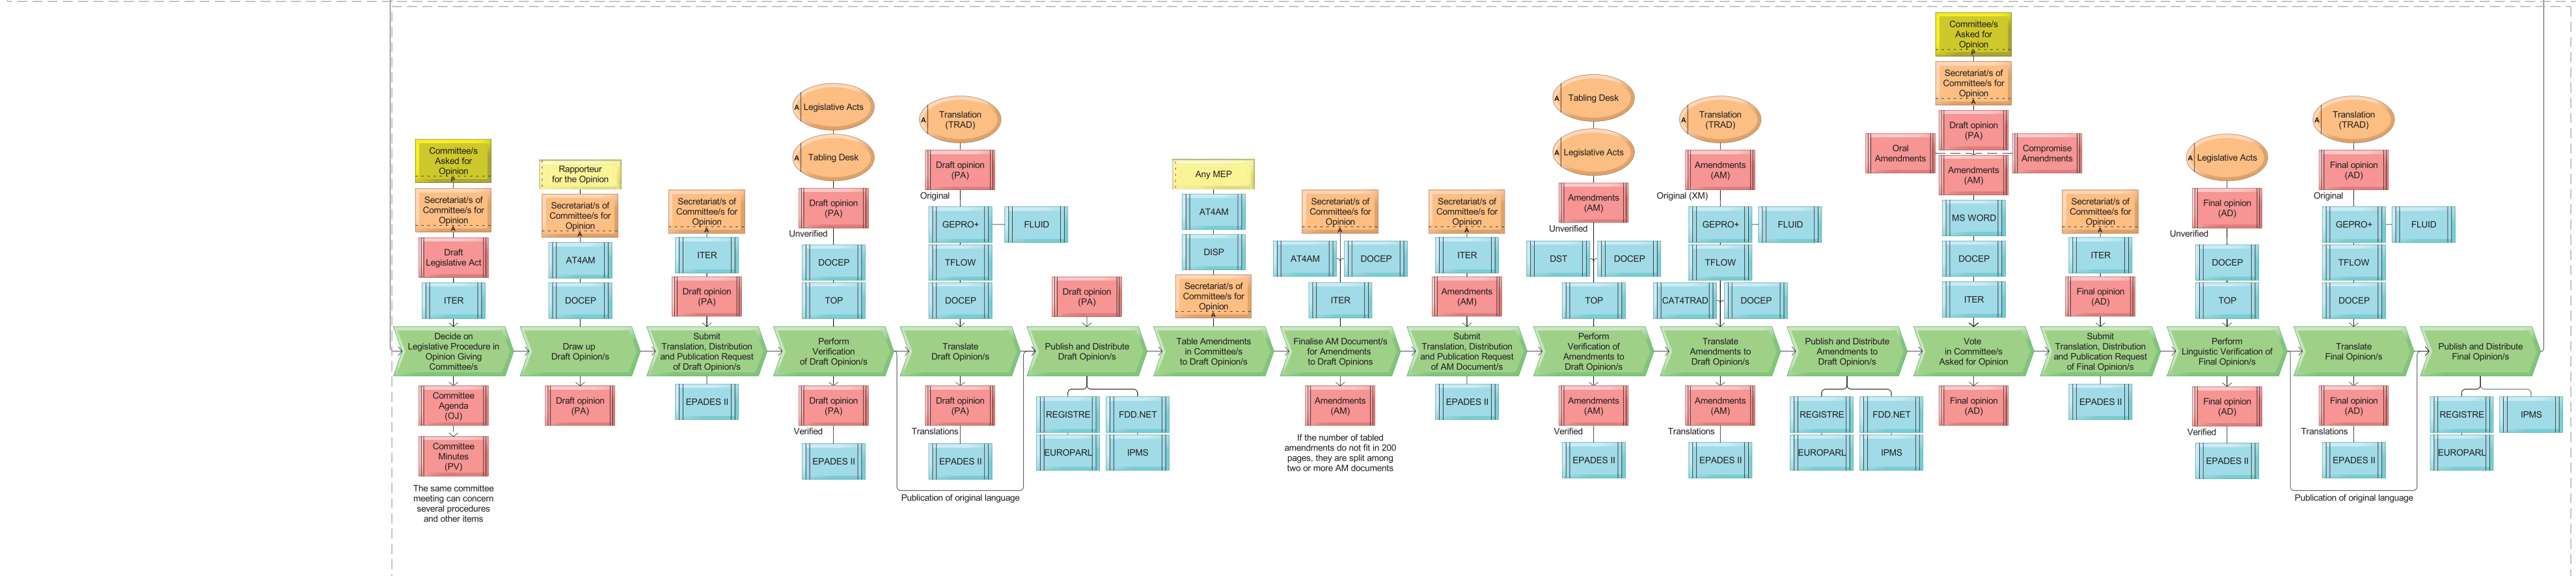 Committee/s
Asked for
Opinion
P
Secretariat/s of
Committee/s for
Opinion
A
Draft
Legislative Act
ITER
Decide on
Legislative Procedure in
Opinion Giving
Committee/s
Committee
Agenda
(OJ)
Committee
Minutes
(PV)
The same committee
meeting can concern
several procedures
and other items
Rapporteur
for the Opinion
Secretariat/s of
Committee/s for
Opinion
A
AT4AM
DOCEP
Draw up
Draft Opinion/s
Draft opinion
(PA)
Secretariat/s of
Committee/s for
Opinion
A
ITER
Draft opinion
(PA)
Submit
Translation, Distribution
and Publication Request
of Draft Opinion/s
EPADES II
A Legislative Acts
A Tabling Desk
Draft opinion
(PA)
Unverified
DOCEP
TOP
Perform
Verification
of Draft Opinion/s
Draft opinion
(PA)
Verified
EPADES II
A Translation
(TRAD)
Draft opinion
(PA)
Original
GEPRO+
FLUID
TFLOW
DOCEP
Translate
Draft Opinion/s
Draft opinion
(PA)
Translations
EPADES II
Publication of original language
Draft opinion
(PA)
Publish and Distribute
Draft Opinion/s
REGISTRE
FDD.NET
EUROPARL
IPMS
Any MEP
AT4AM
DISP
Secretariat/s of
Committee/s for
Opinion
A
Table Amendments
in Committee/s
to Draft Opinion/s
Secretariat/s of
Committee/s for
Opinion
A
AT4AM
DOCEP
ITER
Finalise AM Document/s
for Amendments
to Draft Opinions
Amendments
(AM)
If the number of tabled
amendments do not fit in 200
pages, they are split among
two or more AM documents
Secretariat/s of
Committee/s for
Opinion
A
ITER
Amendments
(AM)
Submit
Translation, Distribution
and Publication Request
of AM Document/s
EPADES II
A Tabling Desk
A Legislative Acts
Amendments
(AM)
Unverified
DST
DOCEP
TOP
Perform
Verification of
Amendments to
Draft Opinion/s
Amendments
(AM)
Verified
EPADES II
A Translation
(TRAD)
Amendments
(AM)
Original (XM)
GEPRO+
FLUID
TFLOW
CAT4TRAD
DOCEP
Translate
Amendments to
Draft Opinion/s
Amendments
(AM)
Translations
EPADES II
Publish and Distribute
Amendments to
Draft Opinion/s
REGISTRE
FDD.NET
EUROPARL
IPMS
Committee/s
Asked for
Opinion
P
Secretariat/s of
Committee/s for
Opinion
A
Draft opinion
(PA)
Oral
Amendments
Compromise
Amendments
Amendments
(AM)
MS WORD
DOCEP
ITER
Vote
in Committee/s
Asked for Opinion
Final opinion
(AD)
Secretariat/s of
Committee/s for
Opinion
A
ITER
Final opinion
(AD)
Submit
Translation, Distribution
and Publication Request
of Final Opinion/s
EPADES II
A Legislative Acts
Final opinion
(AD)
Unverified
DOCEP
TOP
Perform
Linguistic Verification of
Final Opinion/s
Final opinion
(AD)
Verified
EPADES II
A Translation
(TRAD)
Final opinion
(AD)
Original
GEPRO+
FLUID
TFLOW
DOCEP
Translate
Final Opinion/s
Final opinion
(AD)
Translations
EPADES II
Publication of original language
Publish and Distribute
Final Opinion/s
REGISTRE
IPMS
EUROPARL